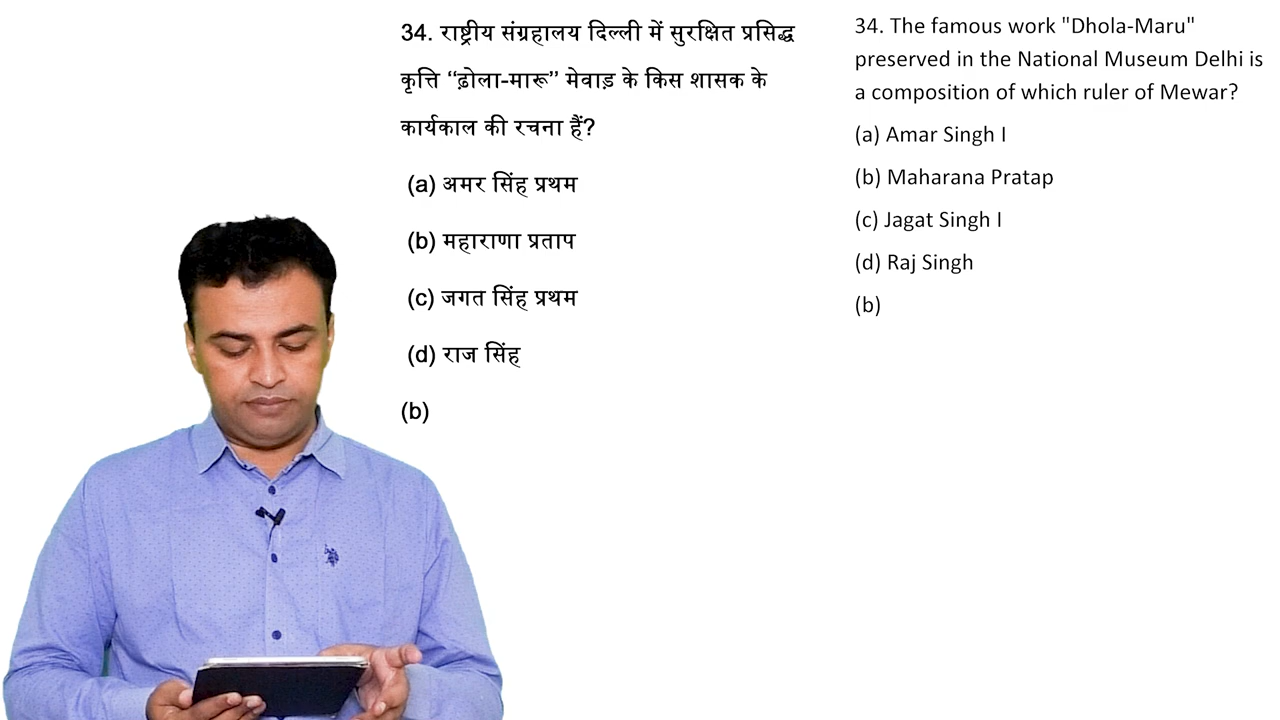 34. राष्ट्रीय संग्रहालय दिल्ली में सुरक्षित प्रसिद्ध
कृत्ति “ढ़ोला-मारू” मेवाड़ के किस शासक के
कार्यकाल की रचना हैं?
(a) अमर सिंह प्रथम
(b) महाराणा प्रताप
(c) जगत सिंह प्रथम
(d) राज सिंह
(b)
34. The famous work "Dhola-Maru"
preserved in the National Museum Delhi is
a composition of which ruler of Mewar?
(a) Amar Singh I
(b) Maharana Pratap
(c) Jagat Singh I
(d) Raj Singh
(b)